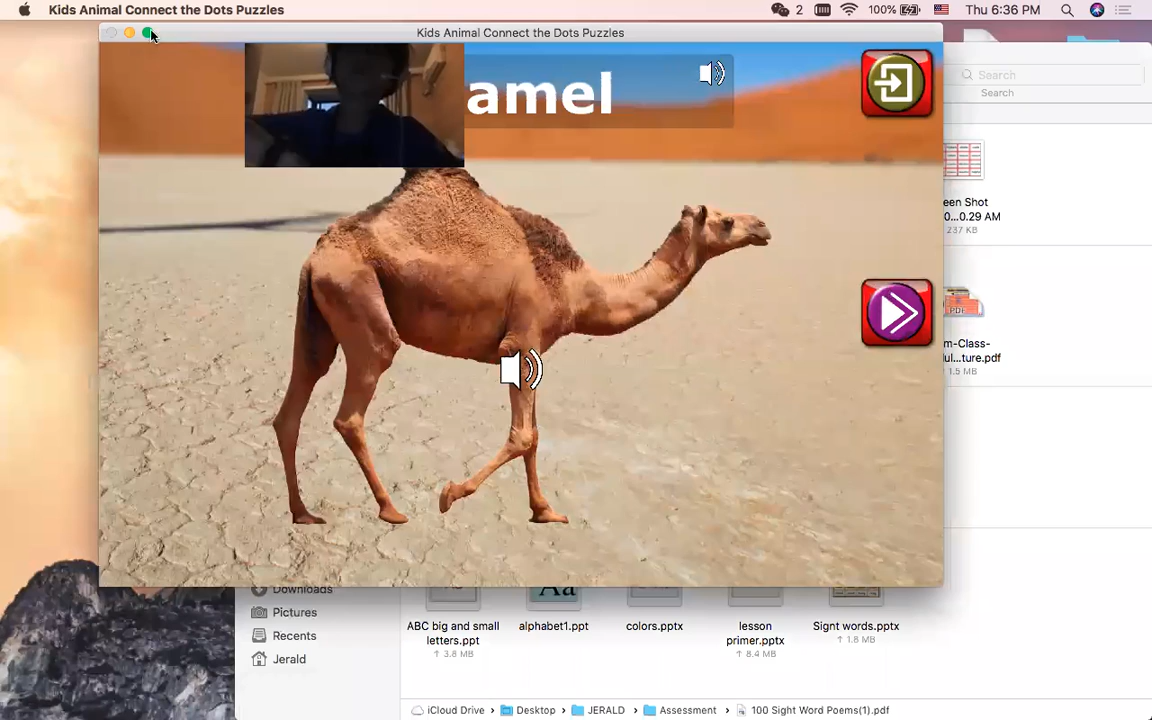 Kids Animal Connect the Dots Puzzles
2
100%
Thu 6:36 PM
Kids Animal Connect the Dots Puzzles
amel
Search
Search
een Shot
0...0.29 AM
237 KB
PDF
m-Class-
ul...ture.pdf
1.5 MB
Downloads
Pictures
Recents
Jerald
Aa
ABC big and small
letters.ppt
↑ 3.8 MB
alphabet1.ppt
colors.pptx
lesson
primer.pptx
↑ 8.4 MB
Signt words.pptx
↑ 1.8 MB
iCloud Drive › Desktop › JERALD › Assessment › 100 Sight Word Poems(1).pdf